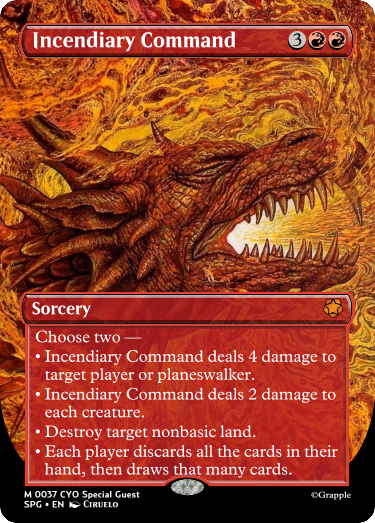 Incendiary Command 3
Sorcery
Choose two —
• Incendiary Command deals 4 damage to
target player or planeswalker.
• Incendiary Command deals 2 damage to
each creature.
• Destroy target nonbasic land.
• Each player discards all the cards in their
hand, then draws that many cards.
M 0037 CYO Special Guest
SPG • EN Ciruelo
©Grapple